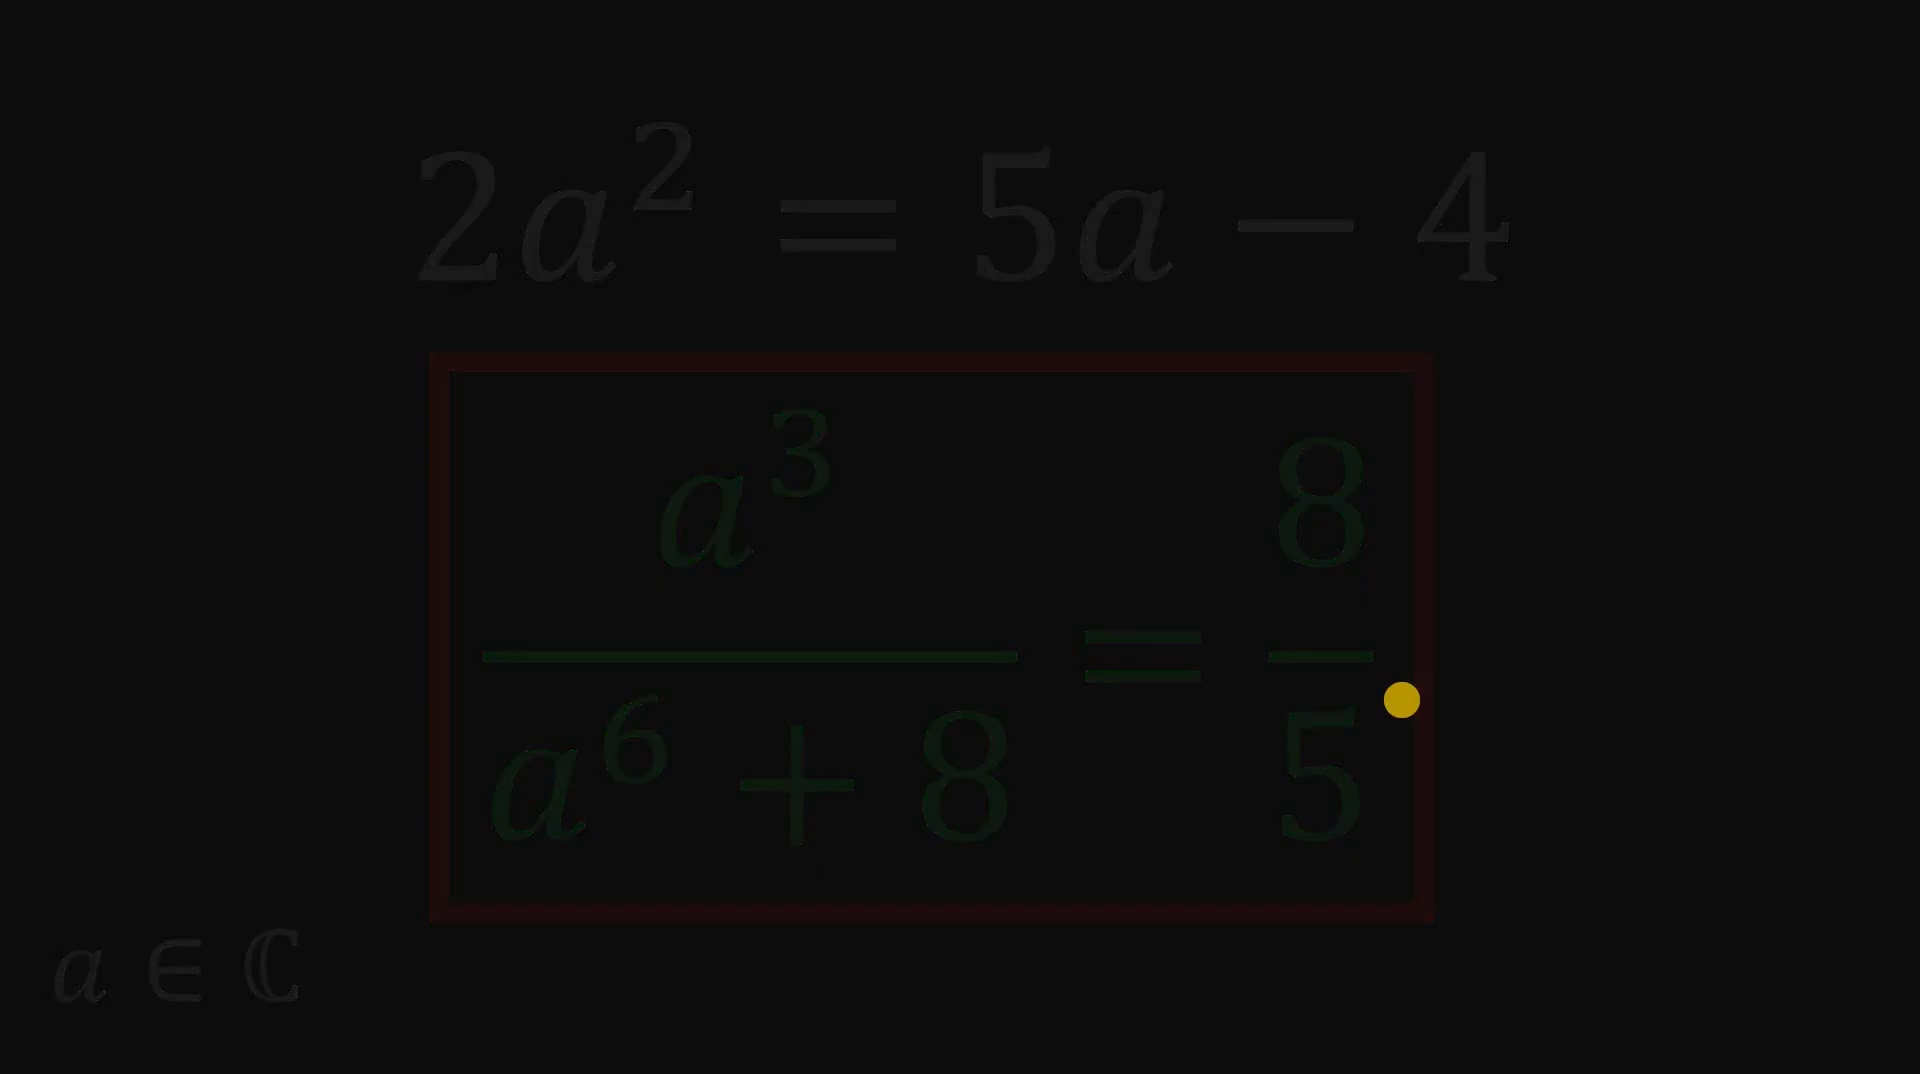 2a² = 5a − 4
a³ / (a⁶ + 8) = 8 / 5
a ∈ ℂ